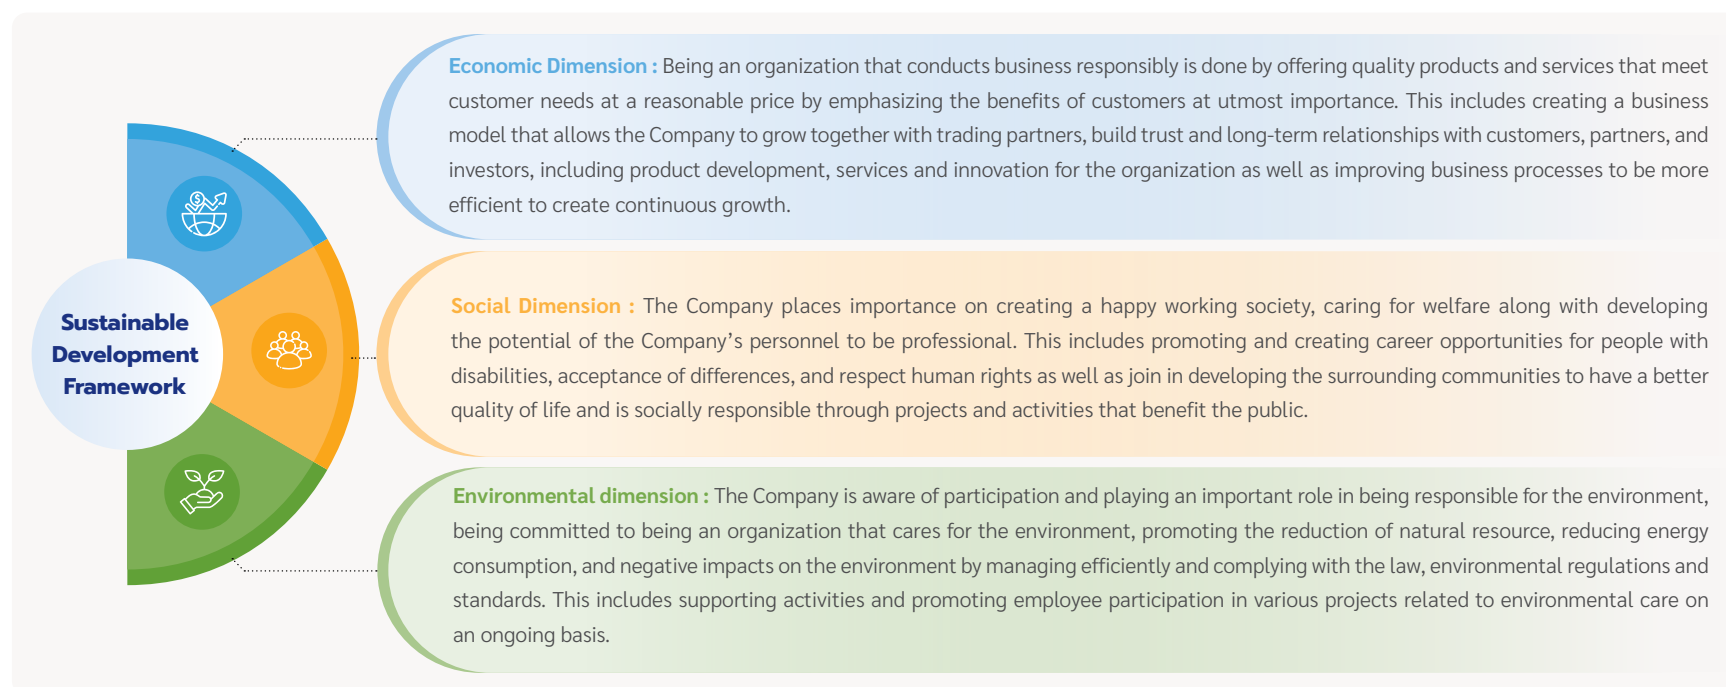 Sustainable
Development
Framework
Economic Dimension : Being an organization that conducts business responsibly is done by offering quality products and services that meet
customer needs at a reasonable price by emphasizing the benefits of customers at utmost importance. This includes creating a business
model that allows the Company to grow together with trading partners, build trust and long-term relationships with customers, partners, and
investors, including product development, services and innovation for the organization as well as improving business processes to be more
efficient to create continuous growth.
Social Dimension : The Company places importance on creating a happy working society, caring for welfare along with developing
the potential of the Company’s personnel to be professional. This includes promoting and creating career opportunities for people with
disabilities, acceptance of differences, and respect human rights as well as join in developing the surrounding communities to have a better
quality of life and is socially responsible through projects and activities that benefit the public.
Environmental dimension : The Company is aware of participation and playing an important role in being responsible for the environment,
being committed to being an organization that cares for the environment, promoting the reduction of natural resource, reducing energy
consumption, and negative impacts on the environment by managing efficiently and complying with the law, environmental regulations and
standards. This includes supporting activities and promoting employee participation in various projects related to environmental care on
an ongoing basis.